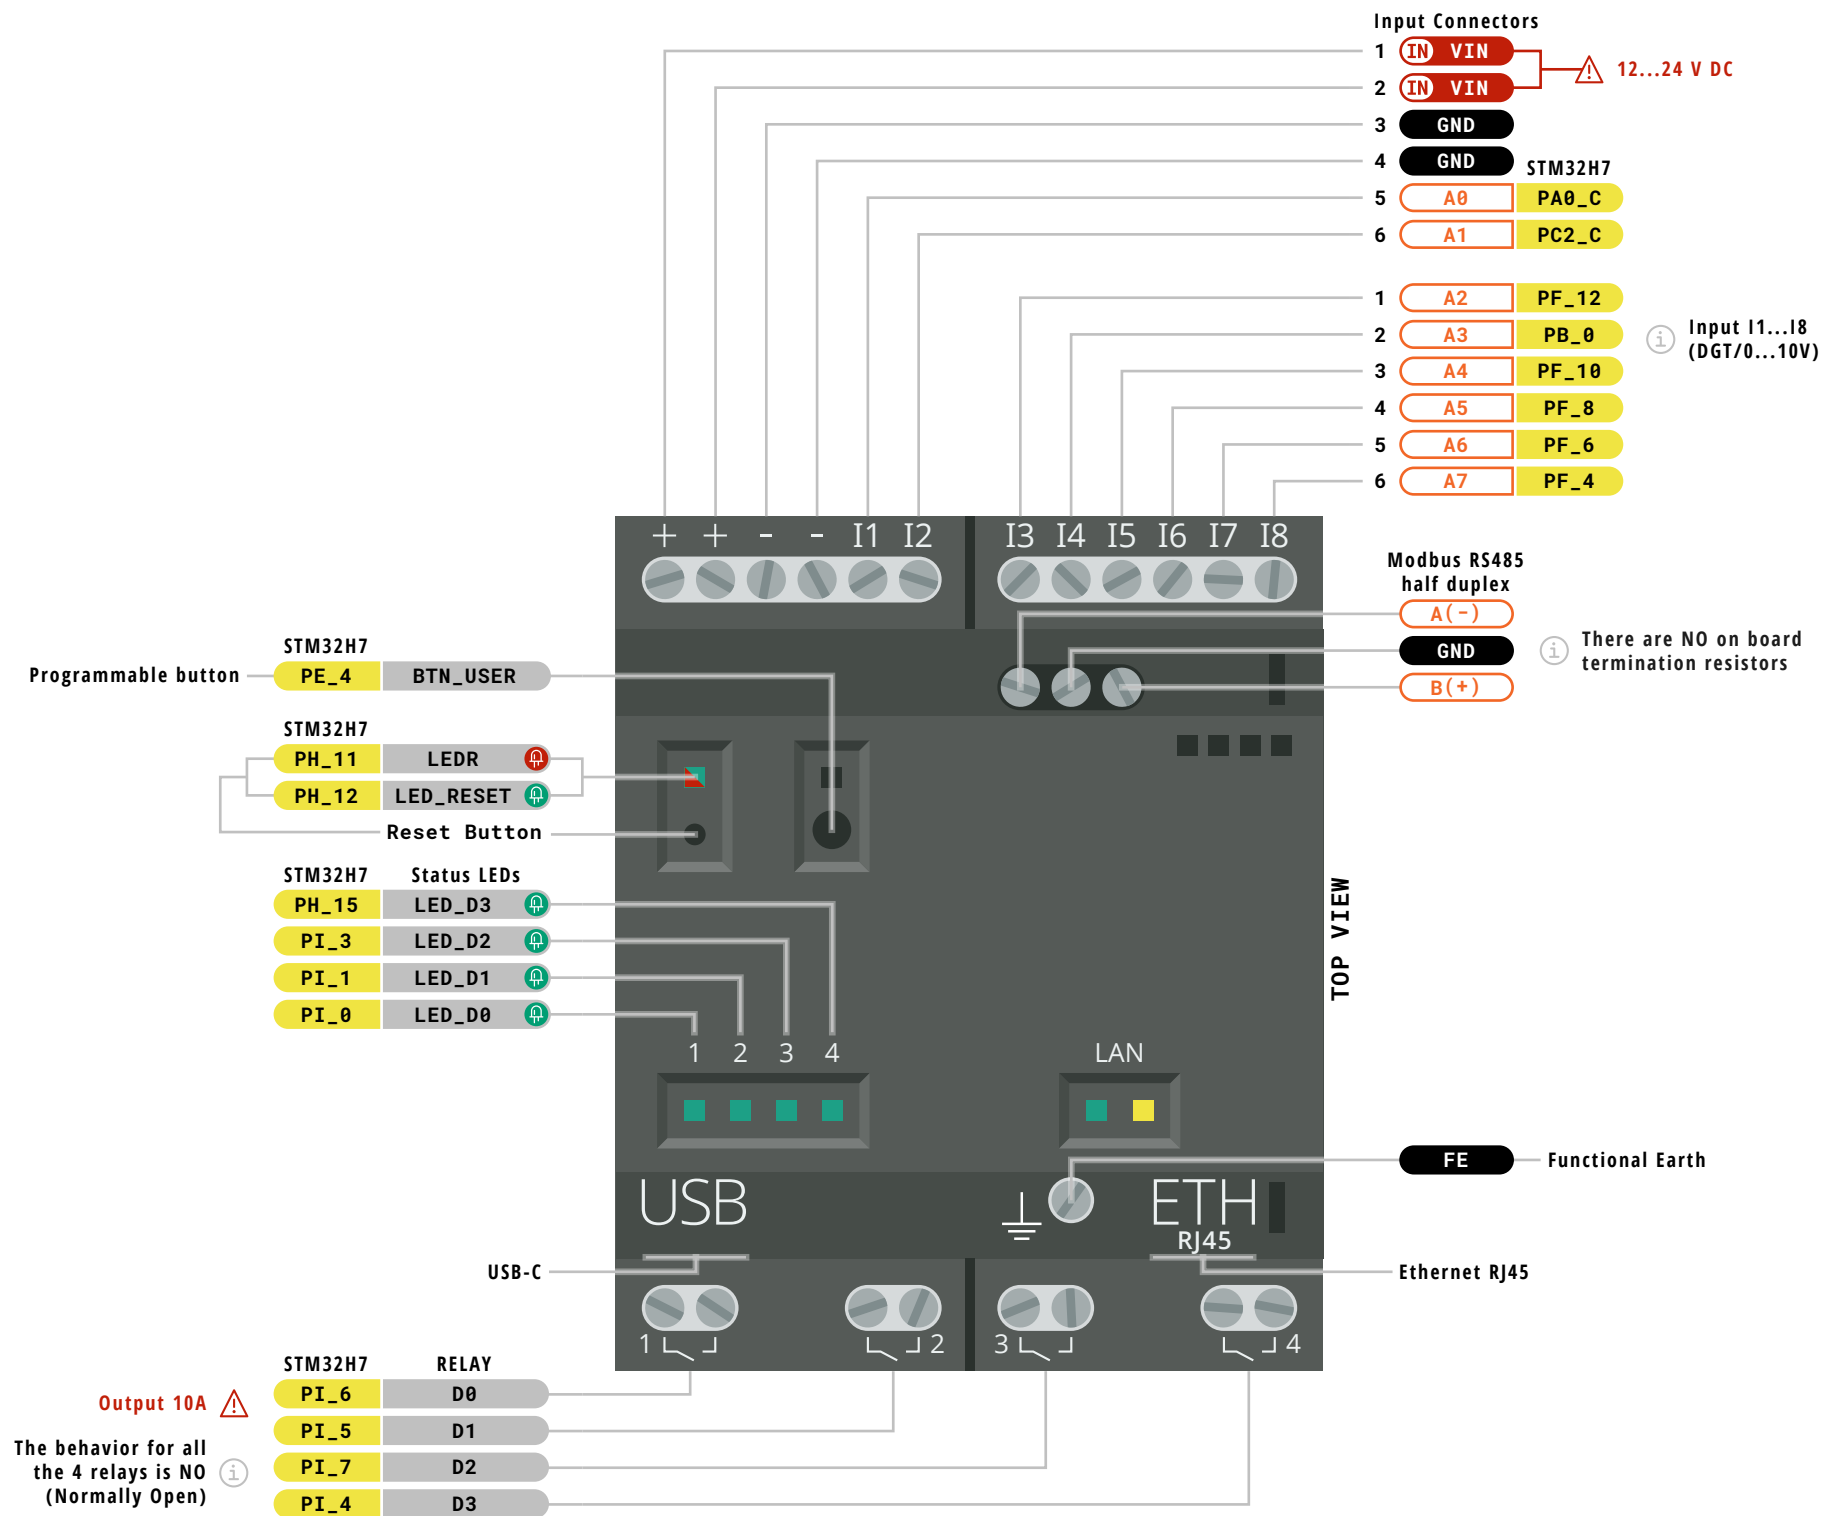 Input Connectors
1 IN VIN
2 IN VIN
12...24 V DC
3 GND
4 GND
STM32H7
5 A0 PA0_C
6 A1 PC2_C
1 A2 PF_12
2 A3 PB_0
3 A4 PF_10
4 A5 PF_8
5 A6 PF_6
6 A7 PF_4
Input I1...I8
(DGT/0...10V)
+ + - - I1 I2 I3 I4 I5 I6 I7 I8
Modbus RS485
half duplex
A(-)
GND
B(+)
There are NO on board
termination resistors
STM32H7
Programmable button PE_4 BTN_USER
STM32H7
PH_11 LEDR
PH_12 LED_RESET
Reset Button
STM32H7 Status LEDs
PH_15 LED_D3
PI_3 LED_D2
PI_1 LED_D1
PI_0 LED_D0
TOP VIEW
1 2 3 4
LAN
FE Functional Earth
USB
ETH
RJ45
USB-C
Ethernet RJ45
1 2 3 4
STM32H7 RELAY
PI_6 D0
PI_5 D1
PI_7 D2
PI_4 D3
Output 10A
The behavior for all
the 4 relays is NO
(Normally Open)